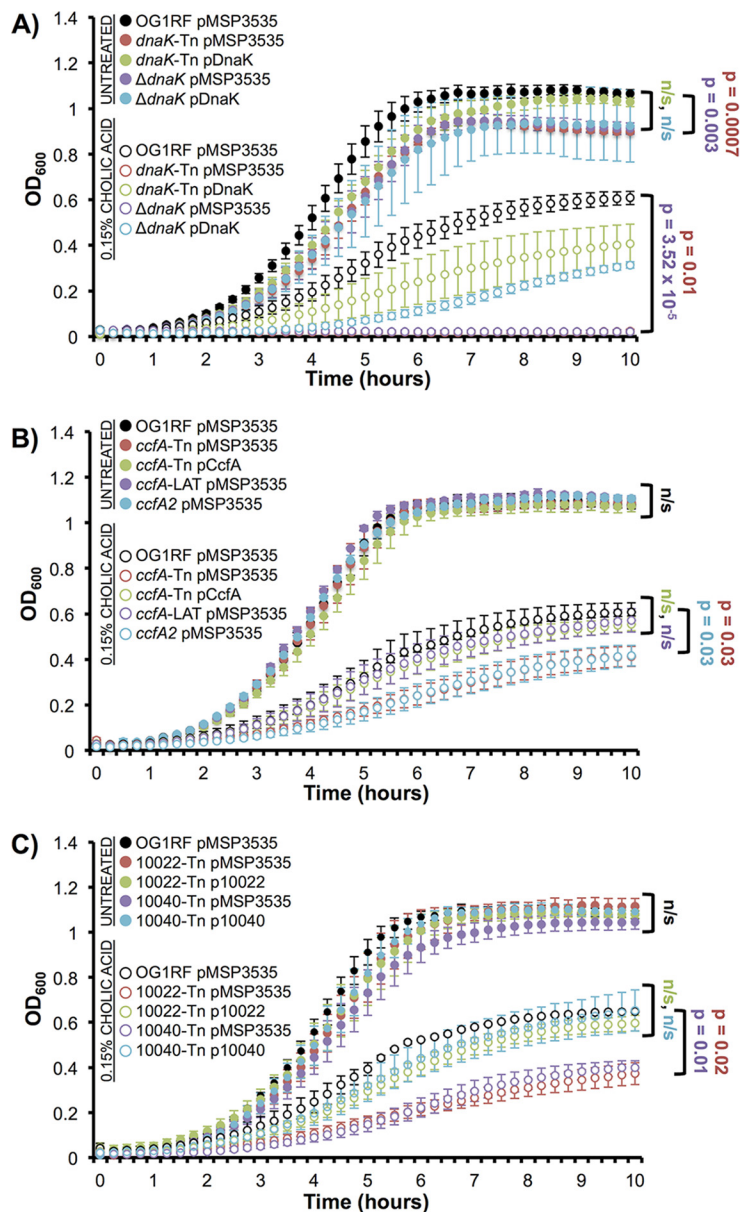 A)
1.4
1.2
1
0.8
0.6
0.4
0.2
0
OD600
UNTREATED
OG1RF pMSP3535
dnaK-Tn pMSP3535
dnaK-Tn pDnaK
ΔdnaK pMSP3535
ΔdnaK pDnaK
0.15% CHOLIC ACID
OG1RF pMSP3535
dnaK-Tn pMSP3535
dnaK-Tn pDnaK
ΔdnaK pMSP3535
ΔdnaK pDnaK
n/s, n/s
p = 0.003
p = 0.0007
p = 3.52 x 10-5
p = 0.01
0 1 2 3 4 5 6 7 8 9 10
Time (hours)
B)
1.4
1.2
1
0.8
0.6
0.4
0.2
0
OD600
UNTREATED
OG1RF pMSP3535
ccfA-Tn pMSP3535
ccfA-Tn pCcfA
ccfA-LAT pMSP3535
ccfA2 pMSP3535
0.15% CHOLIC ACID
OG1RF pMSP3535
ccfA-Tn pMSP3535
ccfA-Tn pCcfA
ccfA-LAT pMSP3535
ccfA2 pMSP3535
n/s
n/s, n/s
p = 0.03
p = 0.03
0 1 2 3 4 5 6 7 8 9 10
Time (hours)
C)
1.4
1.2
1
0.8
0.6
0.4
0.2
0
OD600
UNTREATED
OG1RF pMSP3535
10022-Tn pMSP3535
10022-Tn p10022
10040-Tn pMSP3535
10040-Tn p10040
0.15% CHOLIC ACID
OG1RF pMSP3535
10022-Tn pMSP3535
10022-Tn p10022
10040-Tn pMSP3535
10040-Tn p10040
n/s
n/s, n/s
p = 0.01
p = 0.02
0 1 2 3 4 5 6 7 8 9 10
Time (hours)